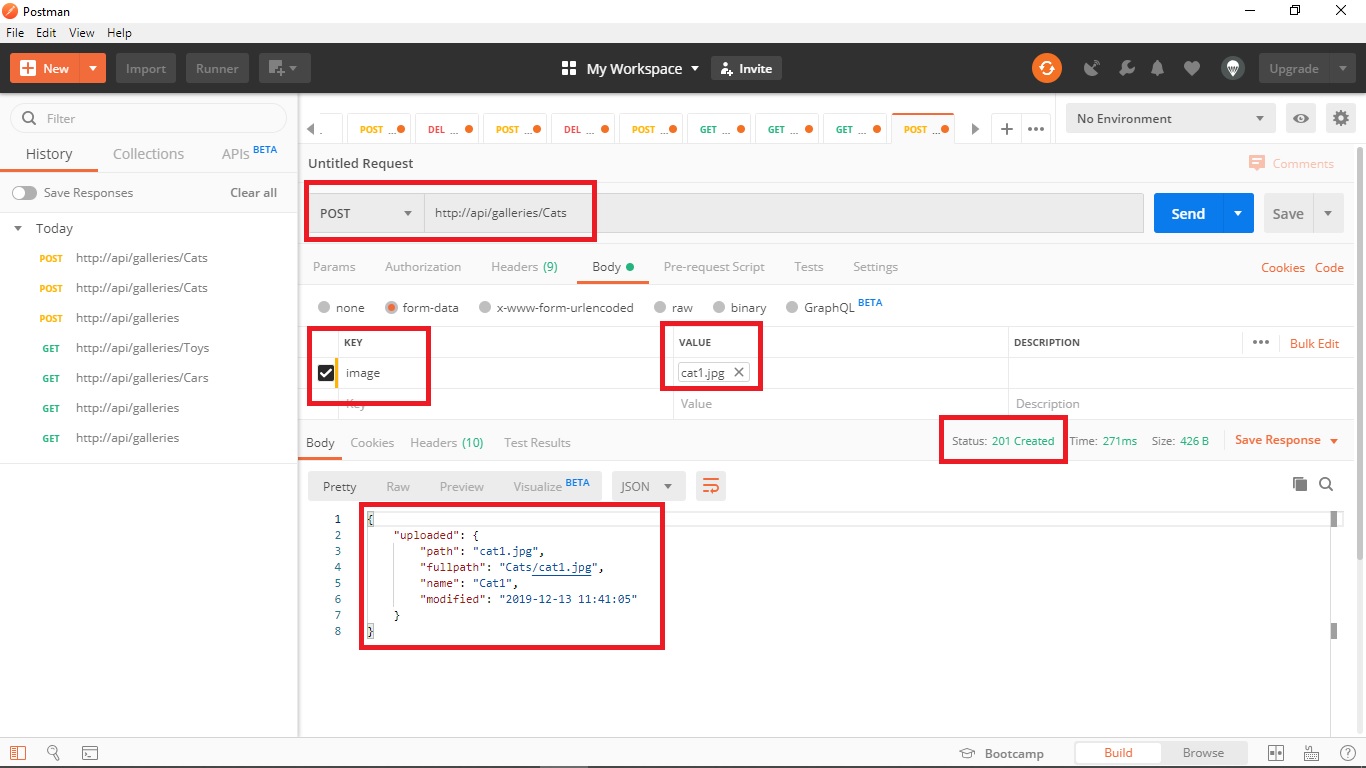 Postman
File Edit View Help
New Import Runner My Workspace Invite Upgrade
Filter
History Collections APIs BETA
Save Responses Clear all
Today
POST http://api/galleries/Cats
POST http://api/galleries/Cats
POST http://api/galleries
GET http://api/galleries/Toys
GET http://api/galleries/Cars
GET http://api/galleries
GET http://api/galleries
. POST ... DEL ... POST ... DEL ... POST ... GET ... GET ... GET ... POST ... + ••• No Environment
Untitled Request Comments
POST http://api/galleries/Cats Send Save
Params Authorization Headers (9) Body Pre-request Script Tests Settings Cookies Code
none form-data x-www-form-urlencoded raw binary GraphQL BETA
KEY VALUE DESCRIPTION ••• Bulk Edit
image cat1.jpg
Key Value Description
Body Cookies Headers (10) Test Results Status: 201 Created Time: 271ms Size: 426 B Save Response
Pretty Raw Preview Visualize BETA JSON
1 {
2 "uploaded": {
3 "path": "cat1.jpg",
4 "fullpath": "Cats/cat1.jpg",
5 "name": "Cat1",
6 "modified": "2019-12-13 11:41:05"
7 }
8 }
Bootcamp Build Browse